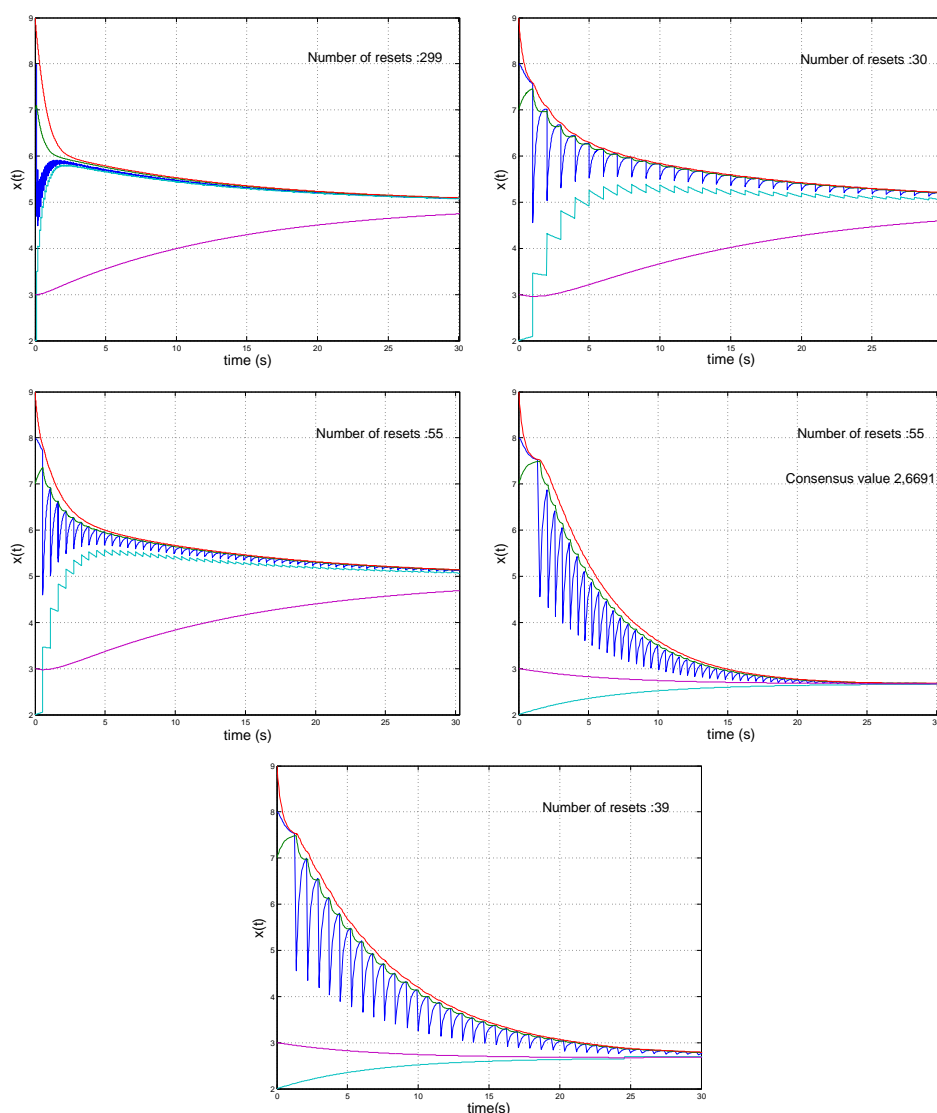 9
8
7
6
5
4
3
2
x(t)
Number of resets :299
0 5 10 15 20 25 30
time (s)
9
8
7
6
5
4
3
2
x(t)
Number of resets :30
0 5 10 15 20 25 30
time (s)
9
8
7
6
5
4
3
2
x(t)
Number of resets :55
0 5 10 15 20 25 30
time (s)
9
8
7
6
5
4
3
2
x(t)
Number of resets :55
Consensus value 2,6691
0 5 10 15 20 25 30
time (s)
9
8
7
6
5
4
3
2
x(t)
Number of resets :39
0 5 10 15 20 25 30
time(s)